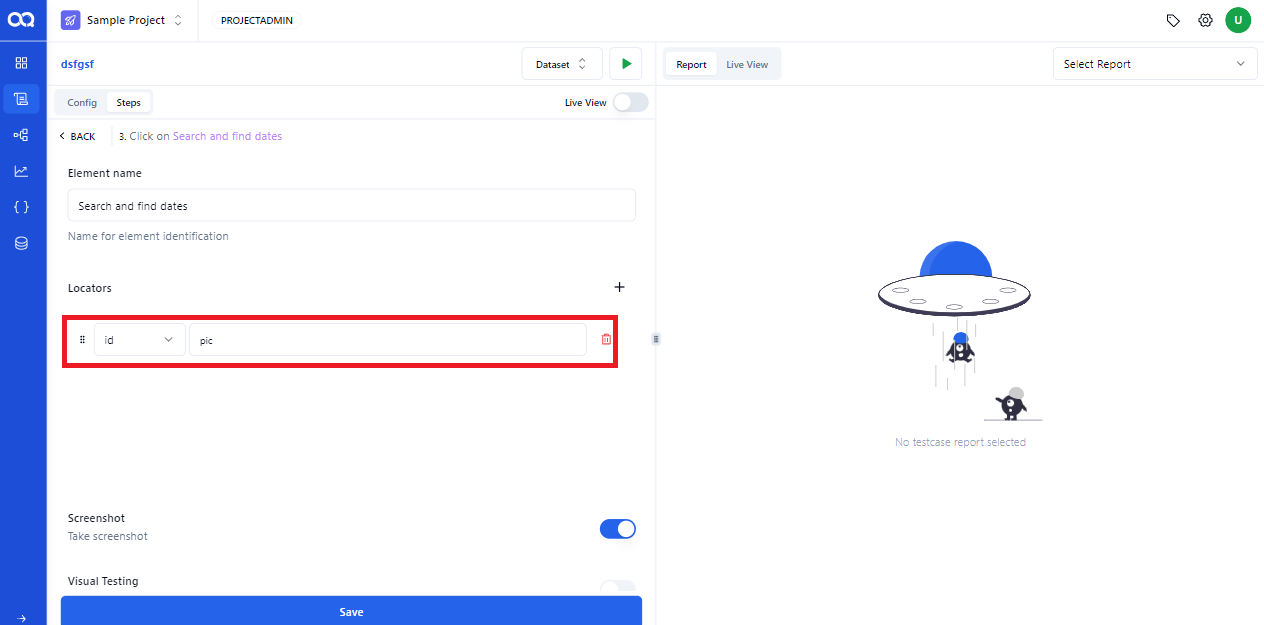 Sample Project
PROJECTADMIN
U
dsfgsf
Dataset
Report
Live View
Select Report
Config
Steps
Live View
BACK
3. Click on Search and find dates
Element name
Search and find dates
Name for element identification
Locators
id
pic
No testcase report selected
Screenshot
Take screenshot
Visual Testing
Save